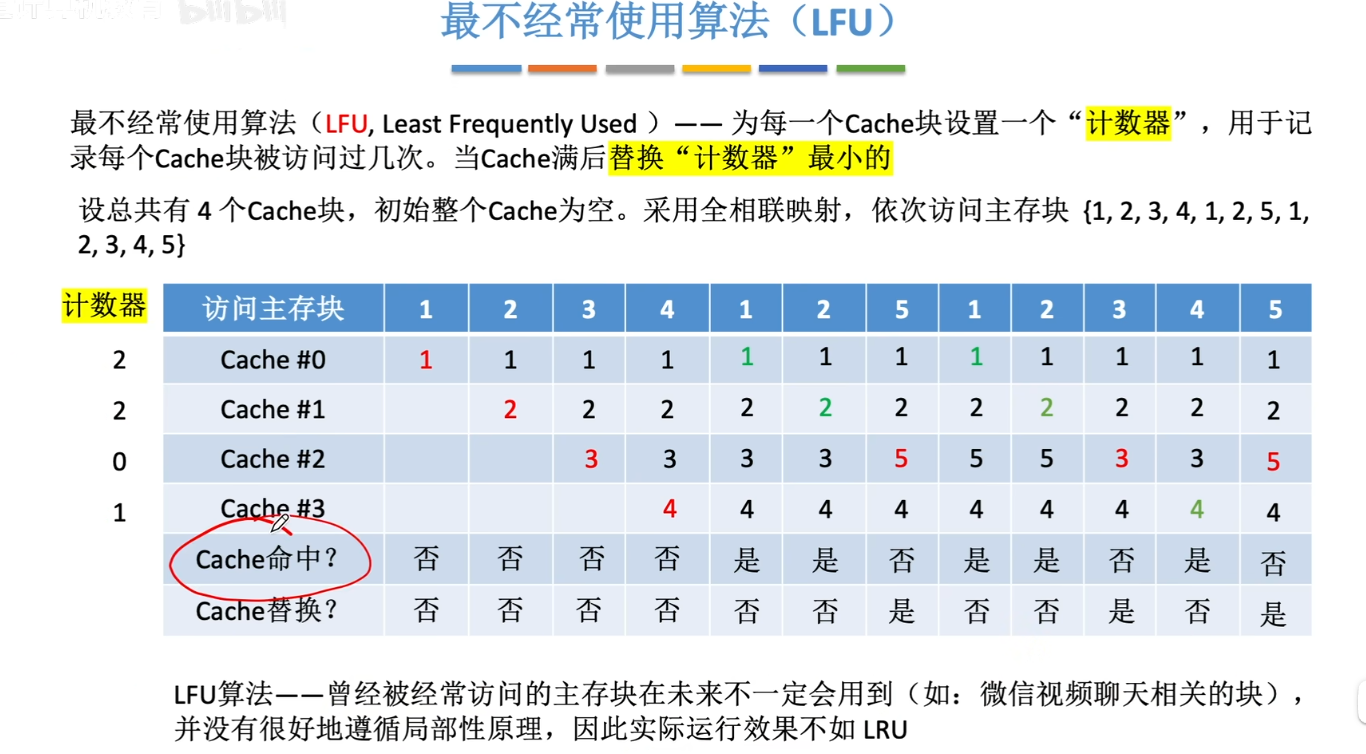 bilibili
最不经常使用算法（LFU）
最不经常使用算法（LFU, Least Frequently Used ）—— 为每一个Cache块设置一个“计数器”，用于记
录每个Cache块被访问过几次。当Cache满后替换“计数器”最小的
设总共有 4 个Cache块，初始整个Cache为空。采用全相联映射，依次访问主存块 {1, 2, 3, 4, 1, 2, 5, 1,
2, 3, 4, 5}
计数器 访问主存块 1 2 3 4 1 2 5 1 2 3 4 5
2 Cache #0 1 1 1 1 1 1 1 1 1 1 1 1
2 Cache #1 2 2 2 2 2 2 2 2 2 2 2
0 Cache #2 3 3 3 3 5 5 5 3 3 5
1 Cache #3 4 4 4 4 4 4 4 4 4
Cache命中？ 否 否 否 否 是 是 否 是 是 否 是 否
Cache替换？ 否 否 否 否 否 否 是 否 否 是 否 是
LFU算法——曾经被经常访问的主存块在未来不一定会用到（如：微信视频聊天相关的块），
并没有很好地遵循局部性原理，因此实际运行效果不如 LRU